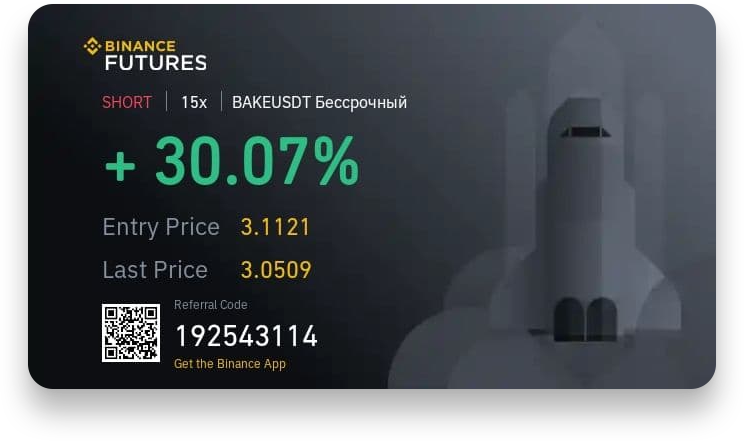 BINANCE
FUTURES
SHORT | 15x | BAKEUSDT Бессрочный
+ 30.07%
Entry Price 3.1121
Last Price 3.0509
Referral Code
192543114
Get the Binance App